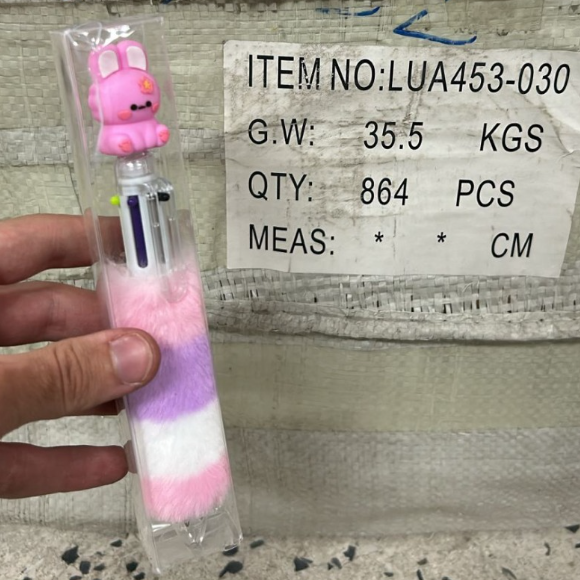 ITEM NO:LUA453-030
G.W: 35.5 KGS
QTY: 864 PCS
MEAS: * * CM